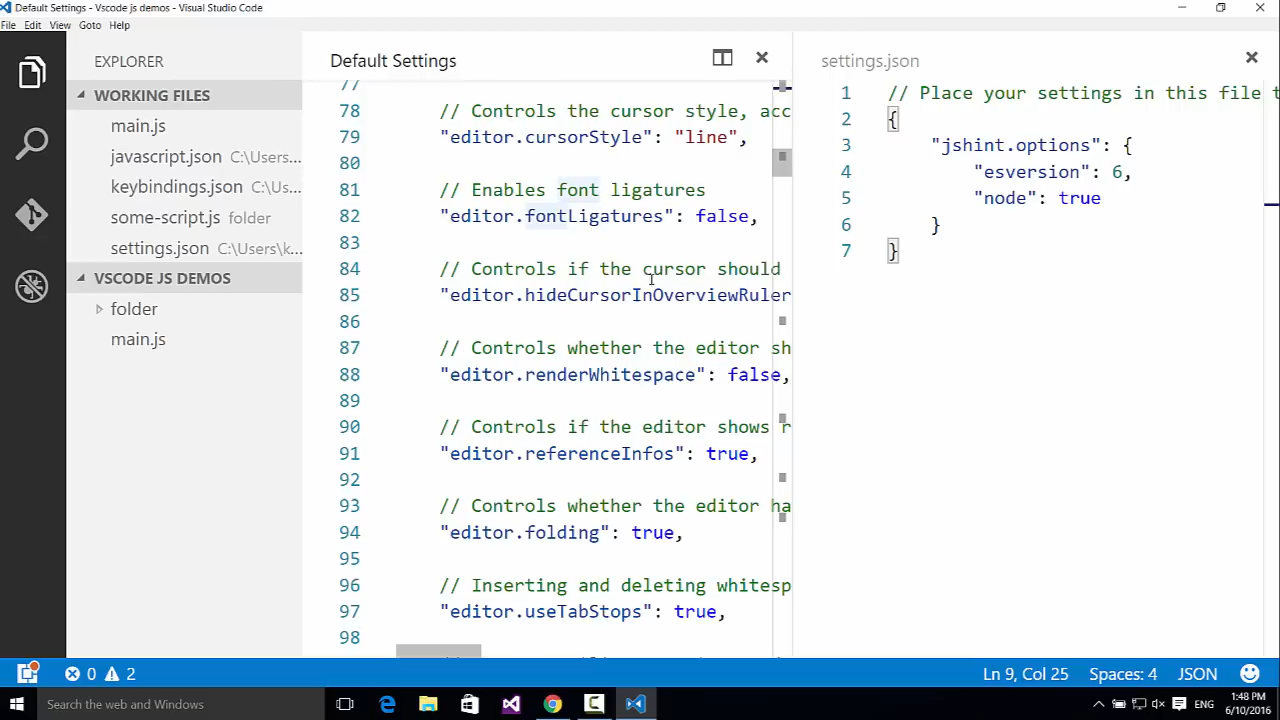 Default Settings - Vscode js demos - Visual Studio Code
File Edit View Goto Help
EXPLORER
WORKING FILES
main.js
javascript.json C:\Users...
keybindings.json C:\Us...
some-script.js folder
settings.json C:\Users\k...
VSCODE JS DEMOS
folder
main.js
Default Settings
77
78 // Controls the cursor style, acc
79 "editor.cursorStyle": "line",
80
81 // Enables font ligatures
82 "editor.fontLigatures": false,
83
84 // Controls if the cursor should
85 "editor.hideCursorInOverviewRuler
86
87 // Controls whether the editor sh
88 "editor.renderWhitespace": false,
89
90 // Controls if the editor shows r
91 "editor.referenceInfos": true,
92
93 // Controls whether the editor ha
94 "editor.folding": true,
95
96 // Inserting and deleting whitesp
97 "editor.useTabStops": true,
98
settings.json
1 // Place your settings in this file t
2 {
3 "jshint.options": {
4 "esversion": 6,
5 "node": true
6 }
7 }
0 2
Ln 9, Col 25 Spaces: 4 JSON
Search the web and Windows
ENG
1:48 PM
6/10/2016